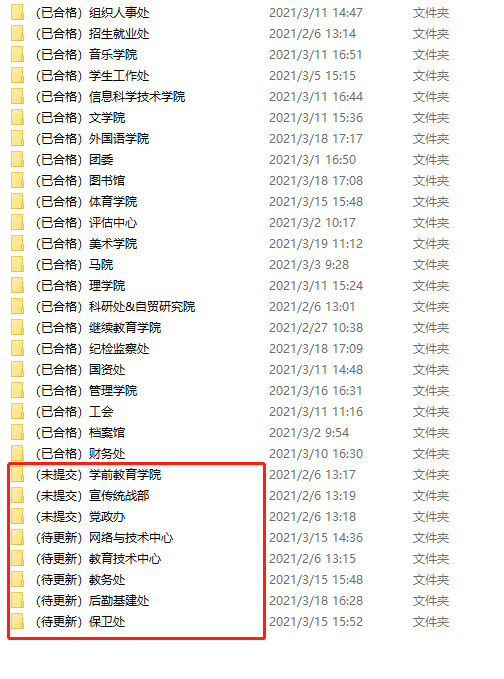 (已合格) 组织人事处 2021/3/11 14:47 文件夹
(已合格) 招生就业处 2021/2/6 13:14 文件夹
(已合格) 音乐学院 2021/3/11 16:51 文件夹
(已合格) 学生工作处 2021/3/5 15:15 文件夹
(已合格) 信息科学技术学院 2021/3/11 16:44 文件夹
(已合格) 文学院 2021/3/11 15:36 文件夹
(已合格) 外国语学院 2021/3/18 17:17 文件夹
(已合格) 团委 2021/3/1 16:50 文件夹
(已合格) 图书馆 2021/3/18 17:08 文件夹
(已合格) 体育学院 2021/3/15 15:48 文件夹
(已合格) 评估中心 2021/3/2 10:17 文件夹
(已合格) 美术学院 2021/3/19 11:12 文件夹
(已合格) 马院 2021/3/3 9:28 文件夹
(已合格) 理学院 2021/3/11 15:24 文件夹
(已合格) 科研处&自贸研究院 2021/2/6 13:01 文件夹
(已合格) 继续教育学院 2021/2/27 10:38 文件夹
(已合格) 纪检监察处 2021/3/18 17:09 文件夹
(已合格) 国资处 2021/3/11 14:48 文件夹
(已合格) 管理学院 2021/3/16 16:31 文件夹
(已合格) 工会 2021/3/11 11:16 文件夹
(已合格) 档案馆 2021/3/2 9:54 文件夹
(已合格) 财务处 2021/3/10 16:30 文件夹
(未提交) 学前教育学院 2021/2/6 13:17 文件夹
(未提交) 宣传统战部 2021/2/6 13:19 文件夹
(未提交) 党政办 2021/2/6 13:18 文件夹
(待更新) 网络与技术中心 2021/3/15 14:36 文件夹
(待更新) 教育技术中心 2021/2/6 13:15 文件夹
(待更新) 教务处 2021/3/15 15:48 文件夹
(待更新) 后勤基建处 2021/3/18 16:28 文件夹
(待更新) 保卫处 2021/3/15 15:52 文件夹